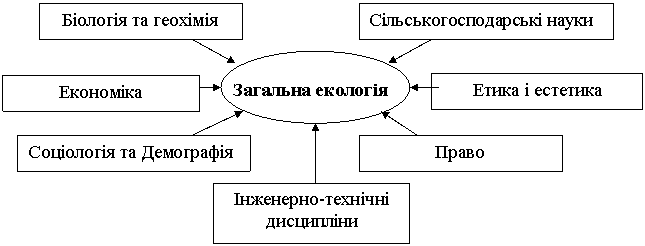 Біологія та геохімія
Сільськогосподарські науки
Економіка
Загальна екологія
Етика і естетика
Соціологія та Демографія
Право
Інженерно-технічні
дисципліни